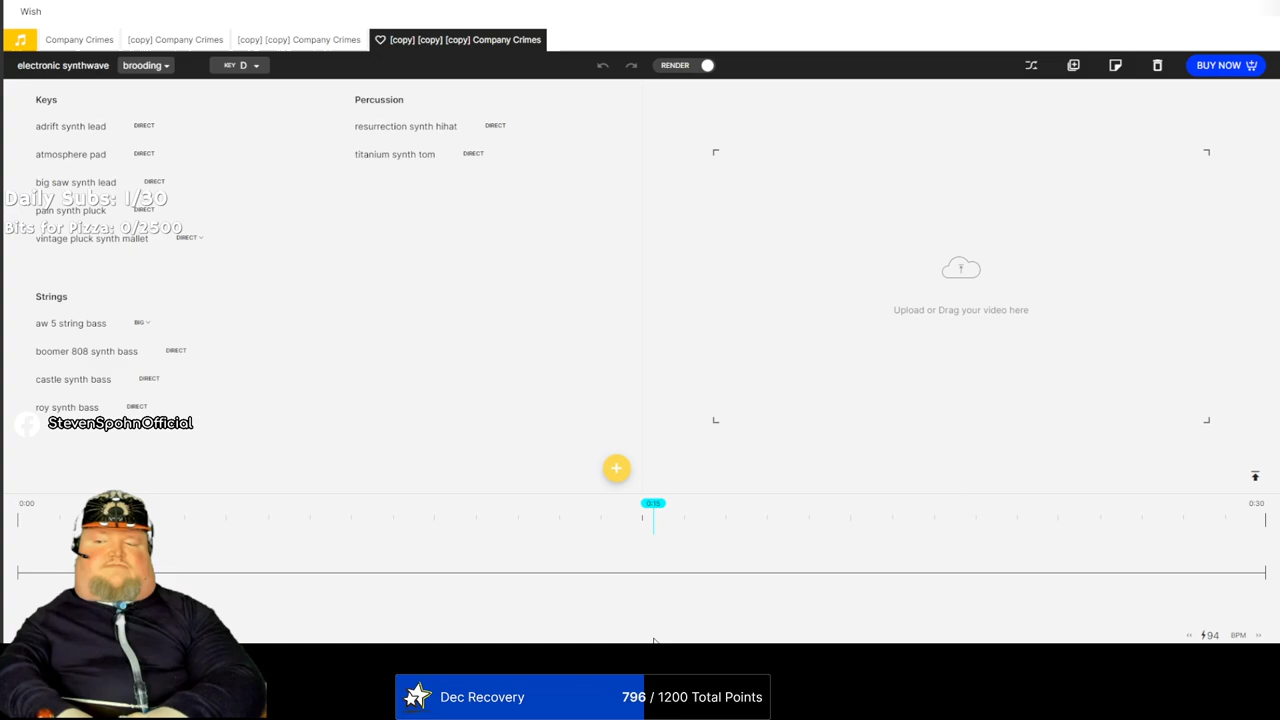 Wish
Company Crimes
[copy] Company Crimes
[copy] [copy] Company Crimes
[copy] [copy] [copy] Company Crimes
electronic synthwave
brooding
KEY D
RENDER
BUY NOW
Keys
adrift synth lead DIRECT
atmosphere pad DIRECT
big saw synth lead DIRECT
Daily Subs: 1/30
pain synth pluck DIRECT
Bits for Pizza: 0/2500
vintage pluck synth mallet DIRECT
Strings
aw 5 string bass BIG
boomer 808 synth bass DIRECT
castle synth bass DIRECT
roy synth bass DIRECT
StevenSpohnOfficial
Percussion
resurrection synth hihat DIRECT
titanium synth tom DIRECT
Upload or Drag your video here
+
0:00
0:15
0:30
94 BPM
Dec Recovery
796 / 1200 Total Points